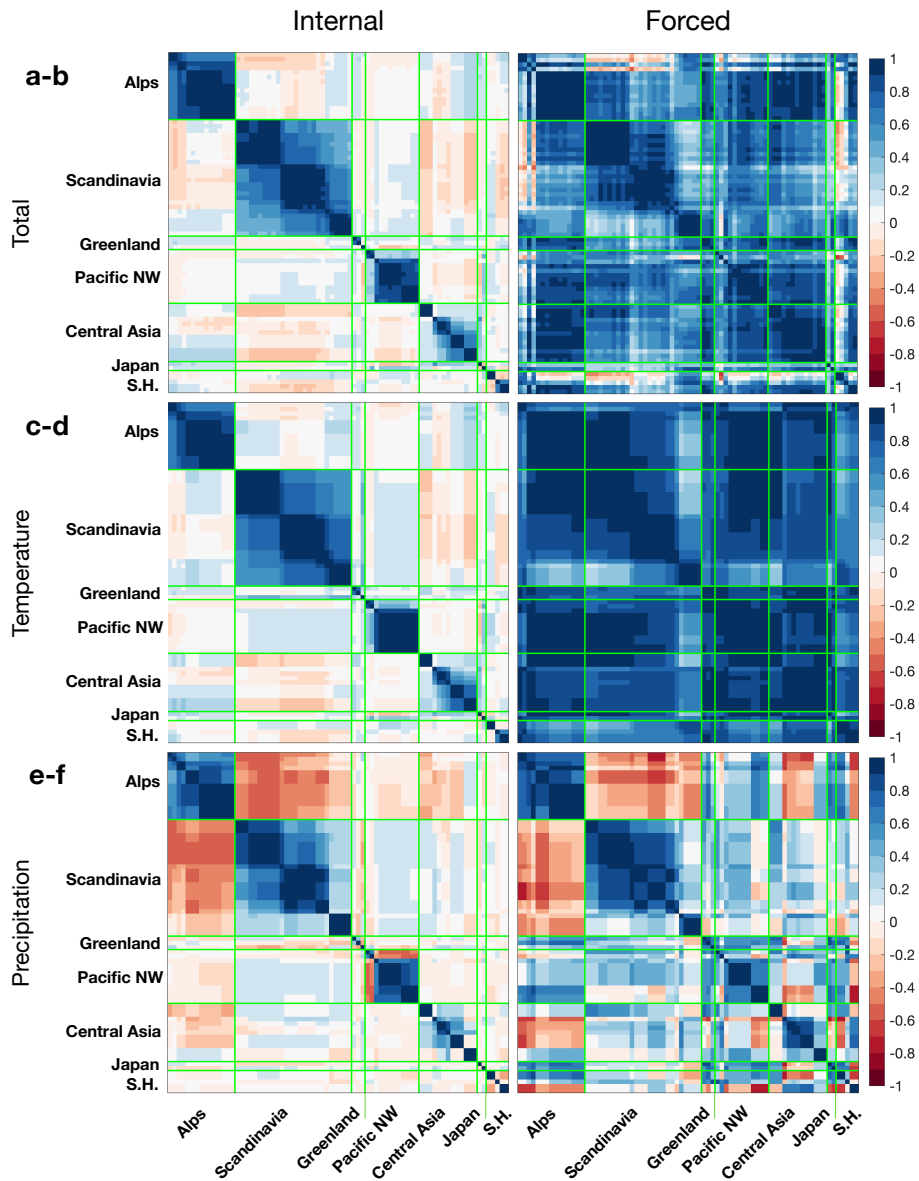 Internal Forced
a-b
Total
Alps
Scandinavia
Greenland
Pacific NW
Central Asia
Japan
S.H.
1
0.8
0.6
0.4
0.2
0
-0.2
-0.4
-0.6
-0.8
-1
c-d
Temperature
Alps
Scandinavia
Greenland
Pacific NW
Central Asia
Japan
S.H.
1
0.8
0.6
0.4
0.2
0
-0.2
-0.4
-0.6
-0.8
-1
e-f
Precipitation
Alps
Scandinavia
Greenland
Pacific NW
Central Asia
Japan
S.H.
1
0.8
0.6
0.4
0.2
0
-0.2
-0.4
-0.6
-0.8
-1
Alps Scandinavia Greenland Pacific NW Central Asia Japan S.H. Alps Scandinavia Greenland Pacific NW Central Asia Japan S.H.